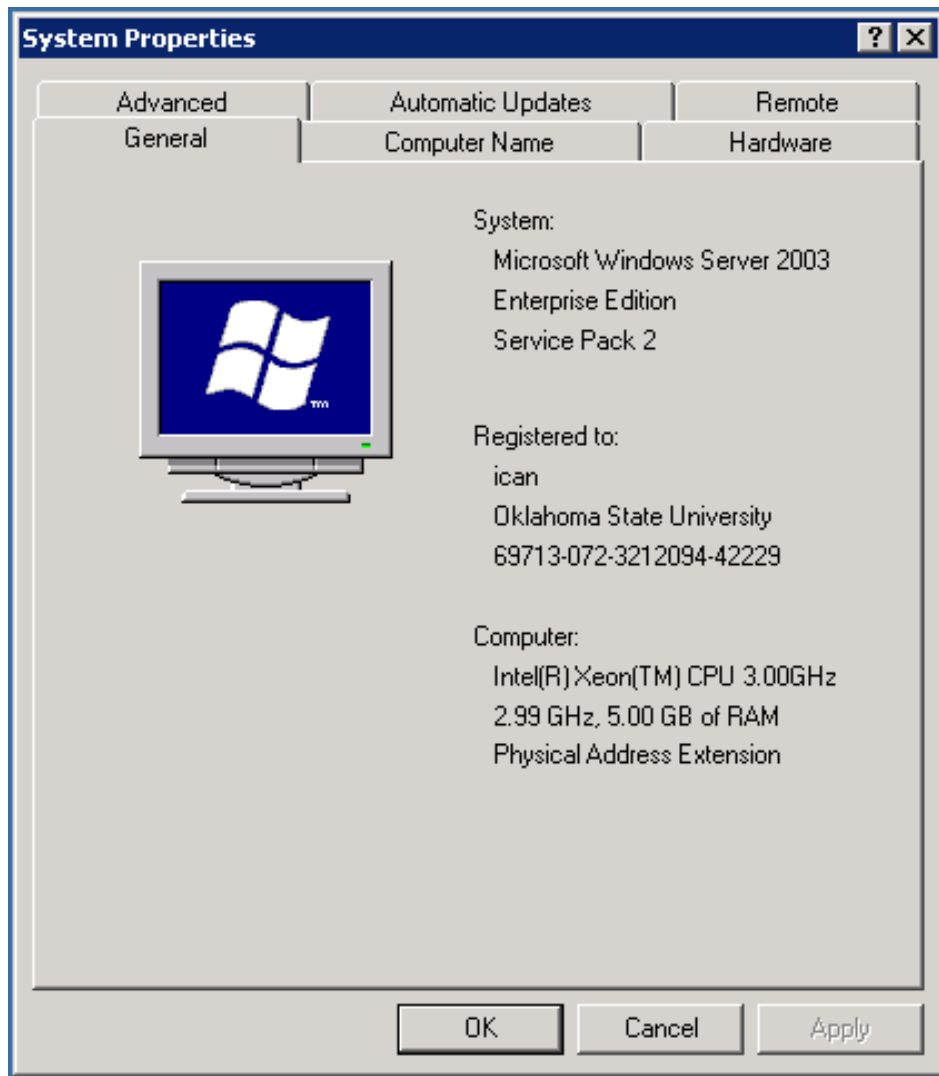 System Properties
Advanced
Automatic Updates
Remote
General
Computer Name
Hardware
System:
Microsoft Windows Server 2003
Enterprise Edition
Service Pack 2
TM
Registered to:
ican
Oklahoma State University
69713-072-3212094-42229
Computer:
Intel(R) Xeon(TM) CPU 3.00GHz
2.99 GHz, 5.00 GB of RAM
Physical Address Extension
OK
Cancel
Apply